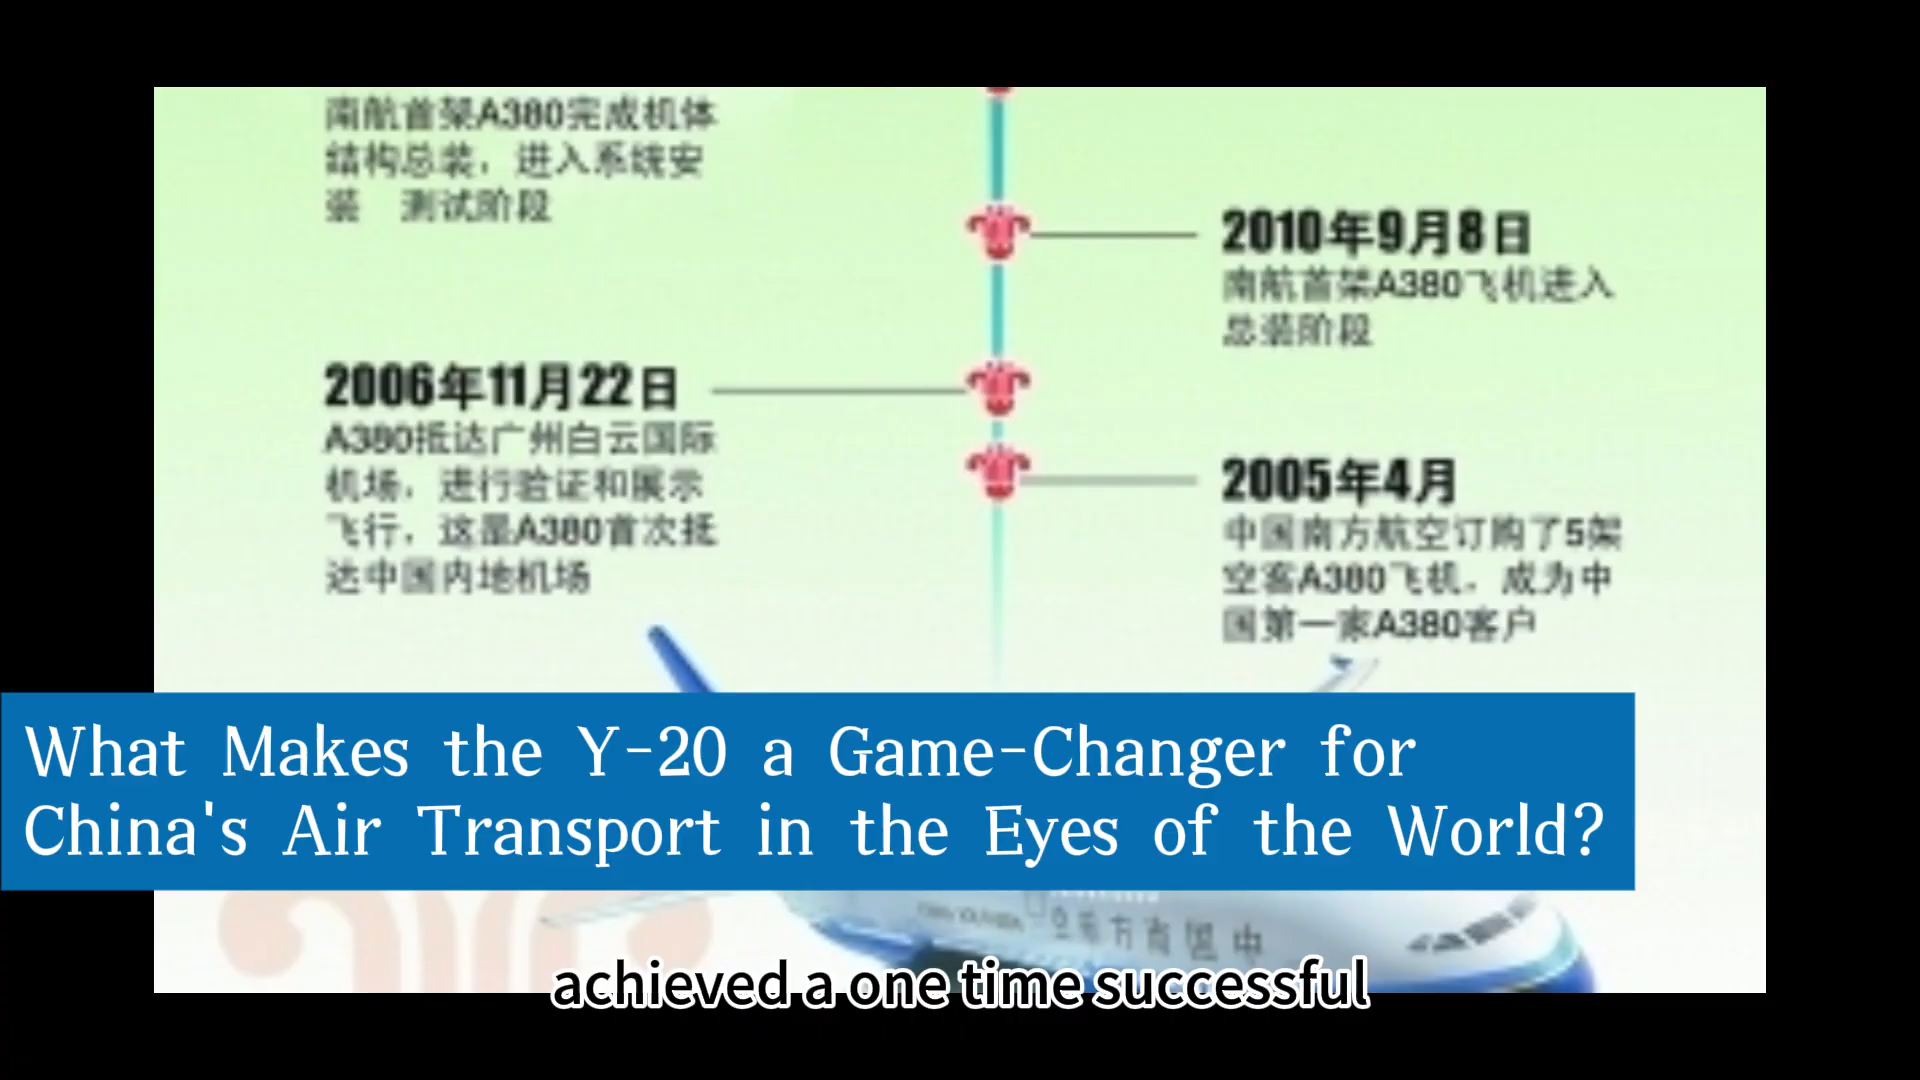 南航首架A380完成机体
结构总装，进入系统安
装 测试阶段
2010年9月8日
南航首架A380飞机进入
总装阶段
2006年11月22日
A380抵达广州白云国际
机场，进行验证和展示
飞行，这是A380首次抵
达中国内地机场
2005年4月
中国南方航空订购了5架
空客A380飞机，成为中
国第一家A380客户
What Makes the Y-20 a Game-Changer for
China's Air Transport in the Eyes of the World?
空航方南国中
achieved a one time successful